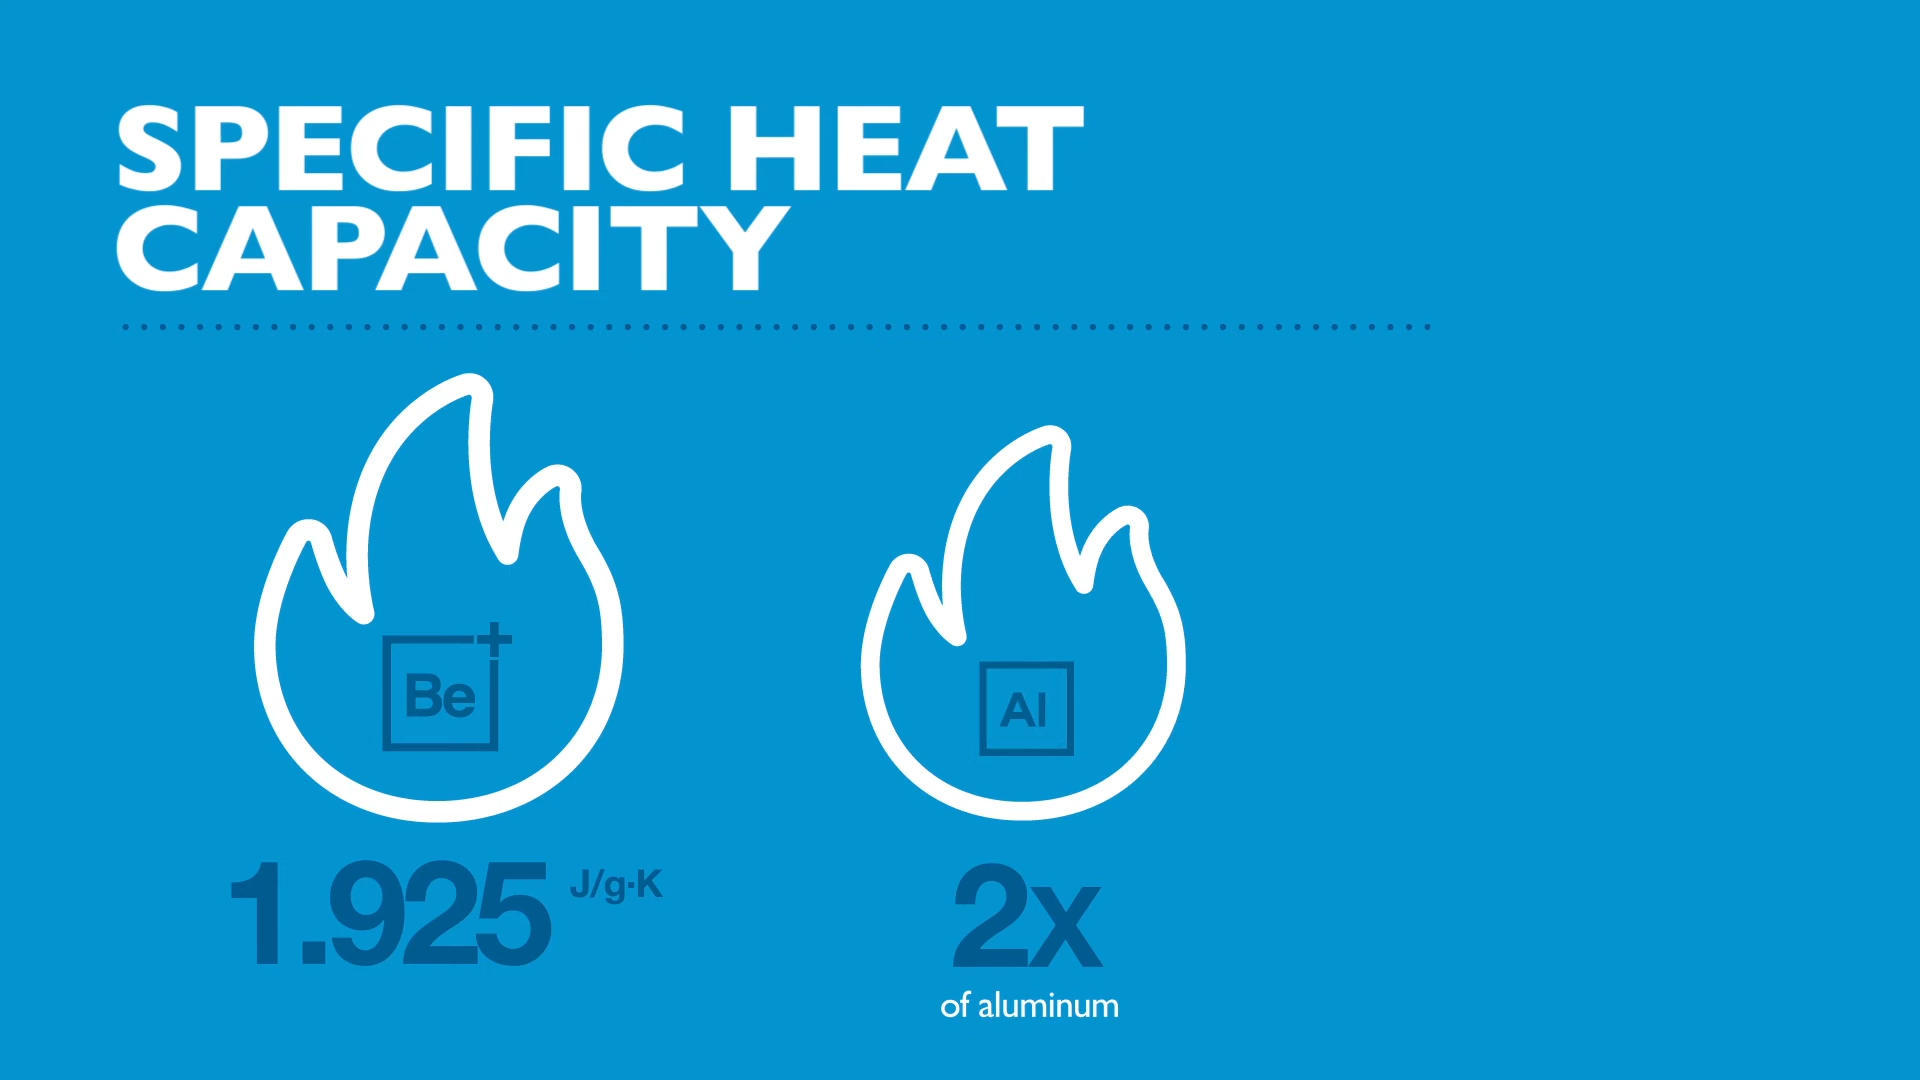 SPECIFIC HEAT
CAPACITY
Be+
Al
1.925 J/g·K
2x
of aluminum